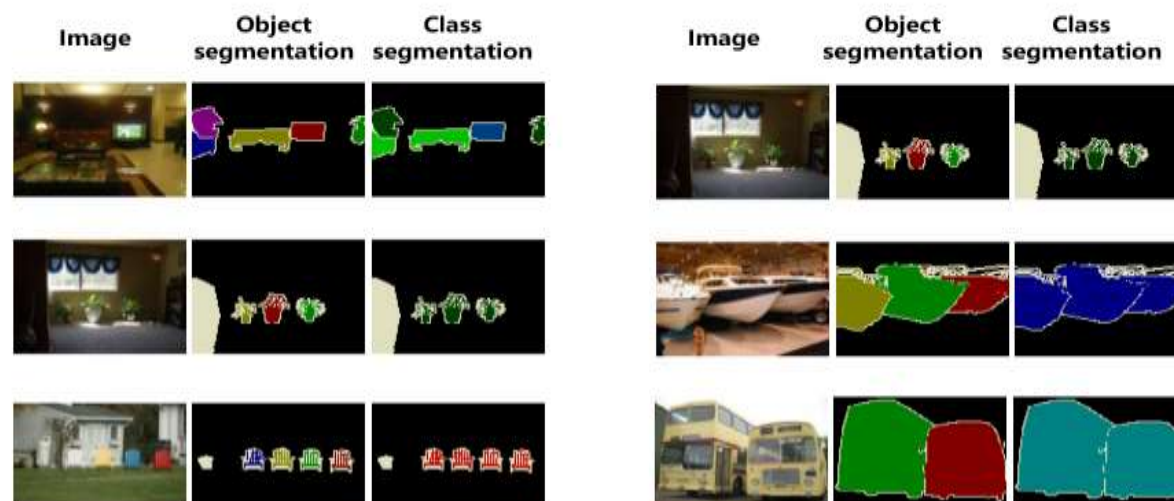 Image
Object
segmentation
Class
segmentation
Image
Object
segmentation
Class
segmentation